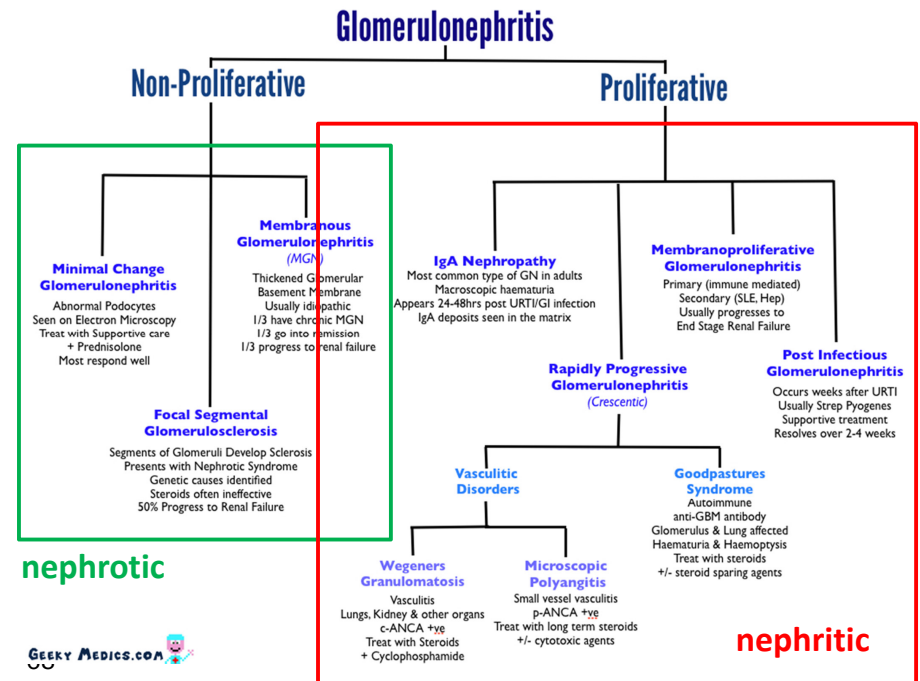 Glomerulonephritis
Non-Proliferative
Proliferative
Minimal Change
Glomerulonephritis
Abnormal Podocytes
Seen on Electron Microscopy
Treat with Supportive care
+ Prednisolone
Most respond well
Membranous
Glomerulonephritis
(MGN)
Thickened Glomerular
Basement Membrane
Usually idiopathic
1/3 have chronic MGN
1/3 go into remission
1/3 progress to renal failure
Focal Segmental
Glomerulosclerosis
Segments of Glomeruli Develop Sclerosis
Presents with Nephrotic Syndrome
Genetic causes identified
Steroids often ineffective
50% Progress to Renal Failure
nephrotic
IgA Nephropathy
Most common type of GN in adults
Macroscopic haematuria
Appears 24-48hrs post URTI/GI infection
IgA deposits seen in the matrix
Rapidly Progressive
Glomerulonephritis
(Crescentic)
Membranoproliferative
Glomerulonephritis
Primary (immune mediated)
Secondary (SLE, Hep)
Usually progresses to
End Stage Renal Failure
Post Infectious
Glomerulonephritis
Occurs weeks after URTI
Usually Strep Pyogenes
Supportive treatment
Resolves over 2-4 weeks
Vasculitic
Disorders
Goodpastures
Syndrome
Autoimmune
anti-GBM antibody
Glomerulus & Lung affected
Haematuria & Haemoptysis
Treat with steroids
+/- steroid sparing agents
Wegeners
Granulomatosis
Vasculitis
Lungs, Kidney & other organs
c-ANCA +ve
Treat with Steroids
+ Cyclophosphamide
Microscopic
Polyangitis
Small vessel vasculitis
p-ANCA +ve
Treat with long term steroids
+/- cytotoxic agents
nephritic
Geeky Medics.com